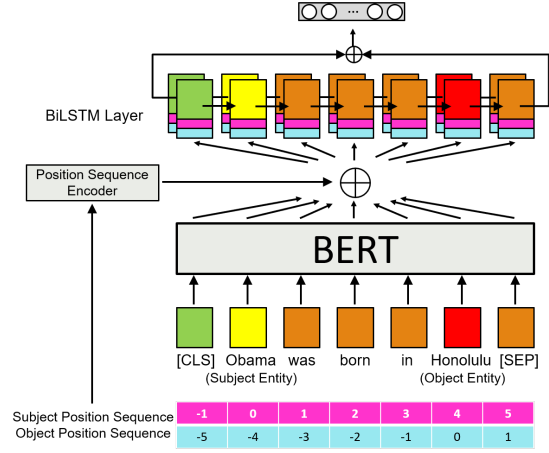 ...
BiLSTM Layer
Position Sequence
Encoder
BERT
[CLS] Obama was born in Honolulu [SEP]
(Subject Entity) (Object Entity)
Subject Position Sequence -1 0 1 2 3 4 5
Object Position Sequence -5 -4 -3 -2 -1 0 1